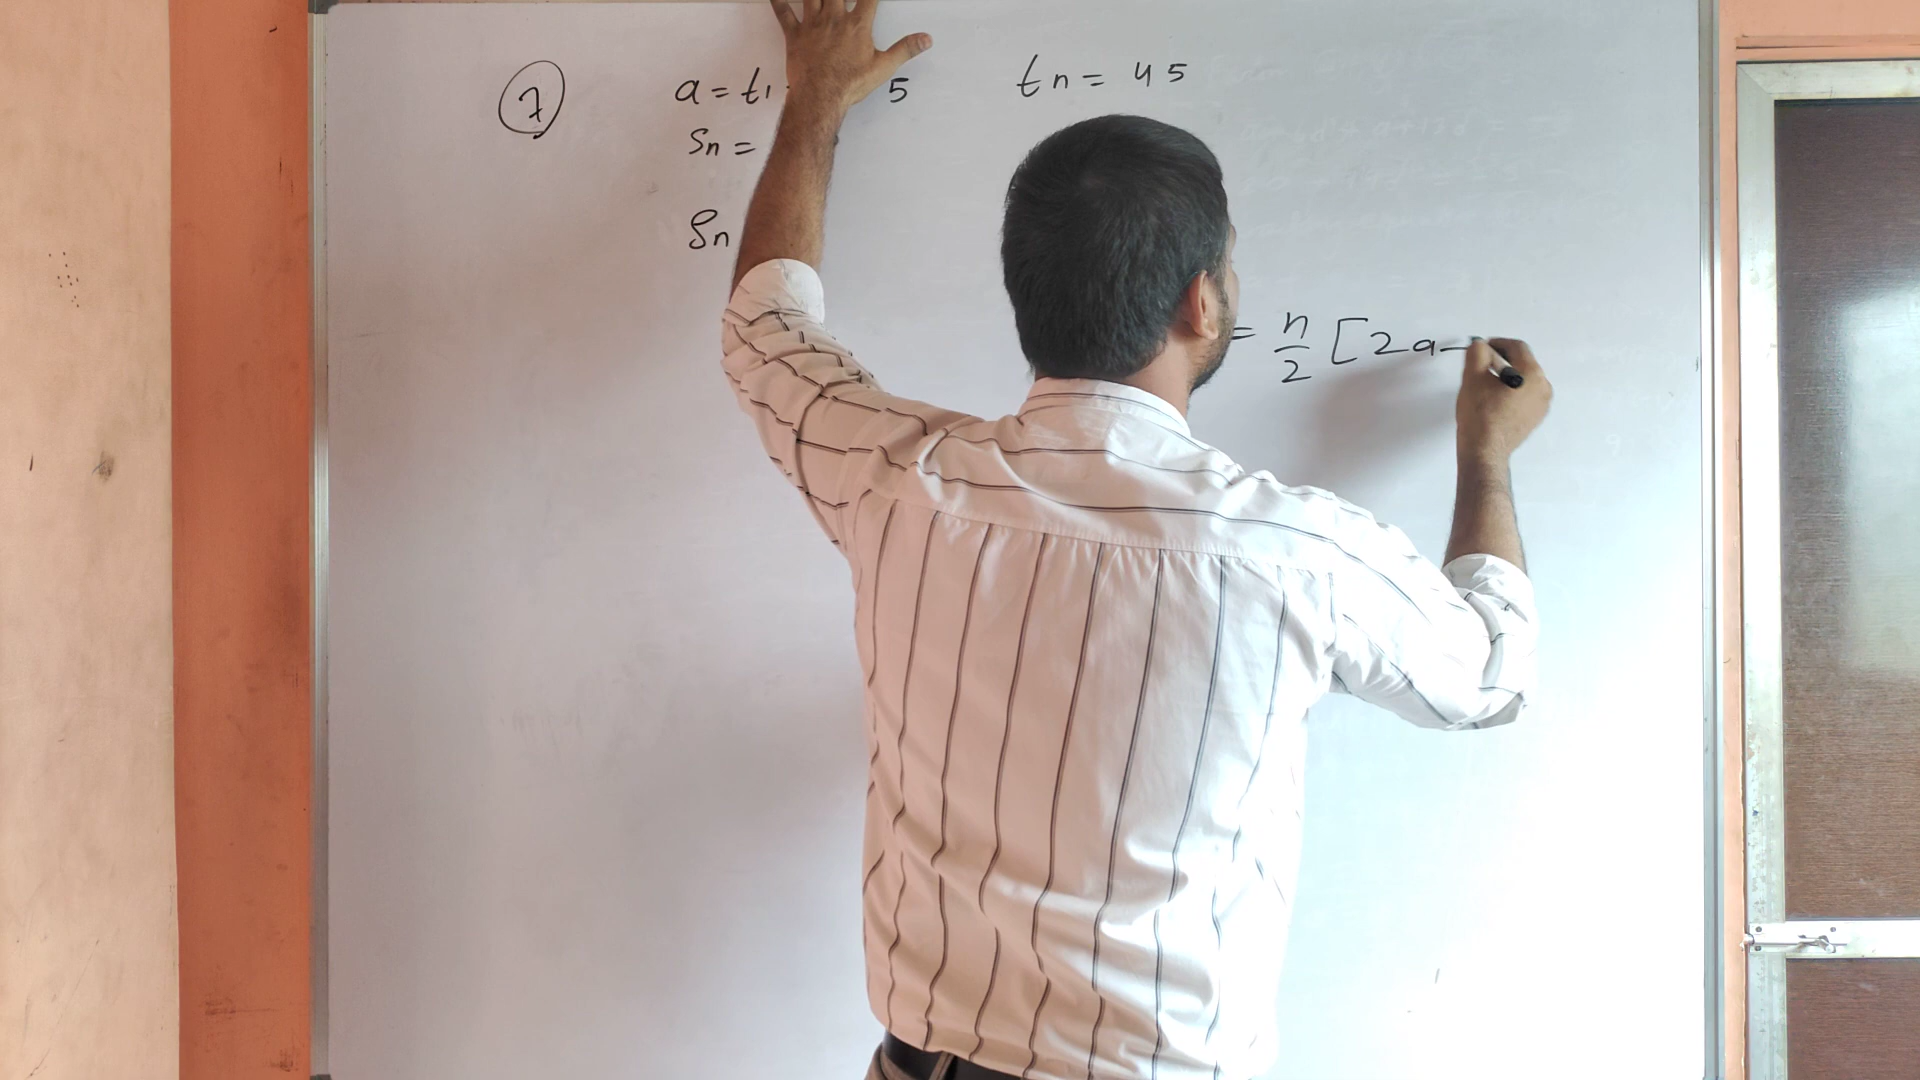 7 a = t1 5 tn = 45
Sn =
Sn
= n/2 [2a